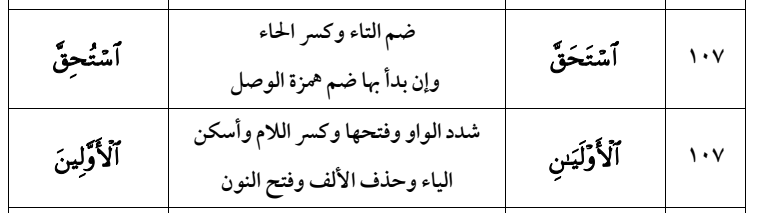 ١٠٧ ٱسْتَحَقَّ ضم التاء وكسر الحاء ٱسْتُحِقَّ
وإن بدأ بها ضم همزة الوصل
١٠٧ ٱلْأَوْلَيَـٰنِ شدد الواو وفتحها وكسر اللام وأسكن ٱلْأَوَّلِينَ
الياء وحذف الألف وفتح النون